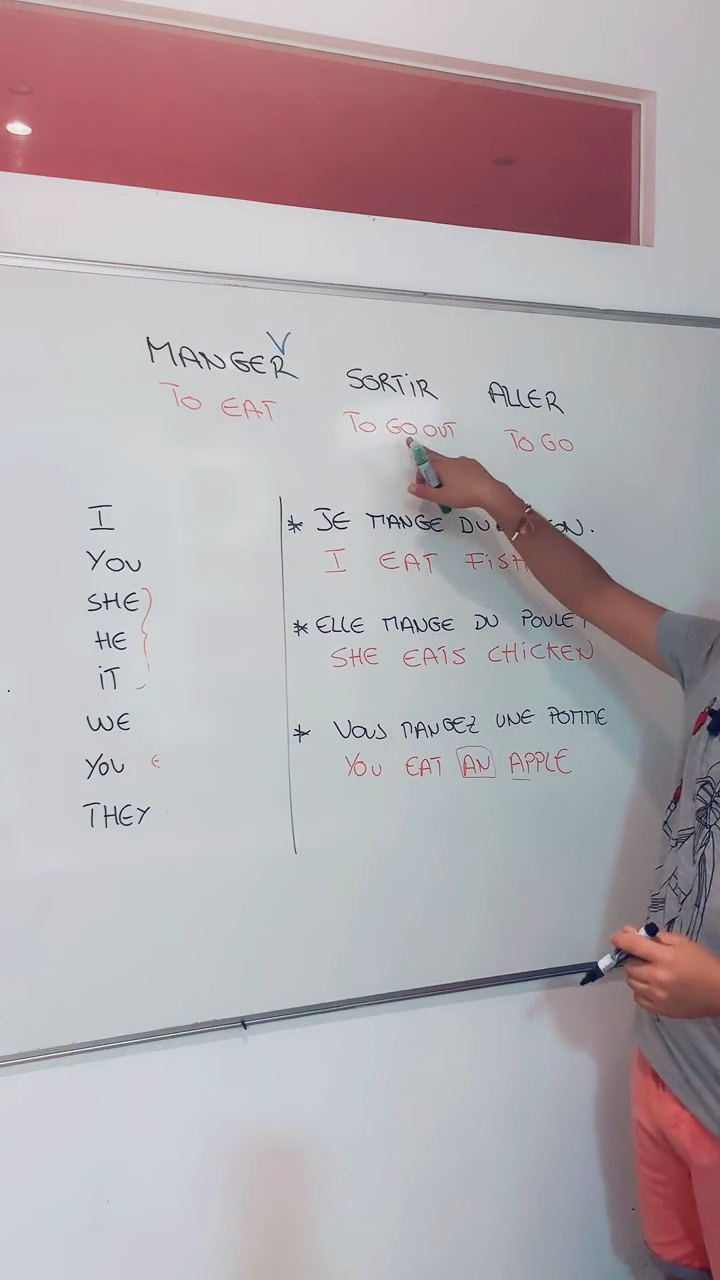 MANGER V SORTIR ALLER
TO EAT TO GO OUT TO GO
I
YOU
SHE
HE
IT
WE
YOU E
THEY
* JE MANGE DU
I EAT FISH
* ELLE MANGE DU POULET
SHE EATS CHICKEN
* VOUS MANGEZ UNE POMME
YOU EAT AN APPLE